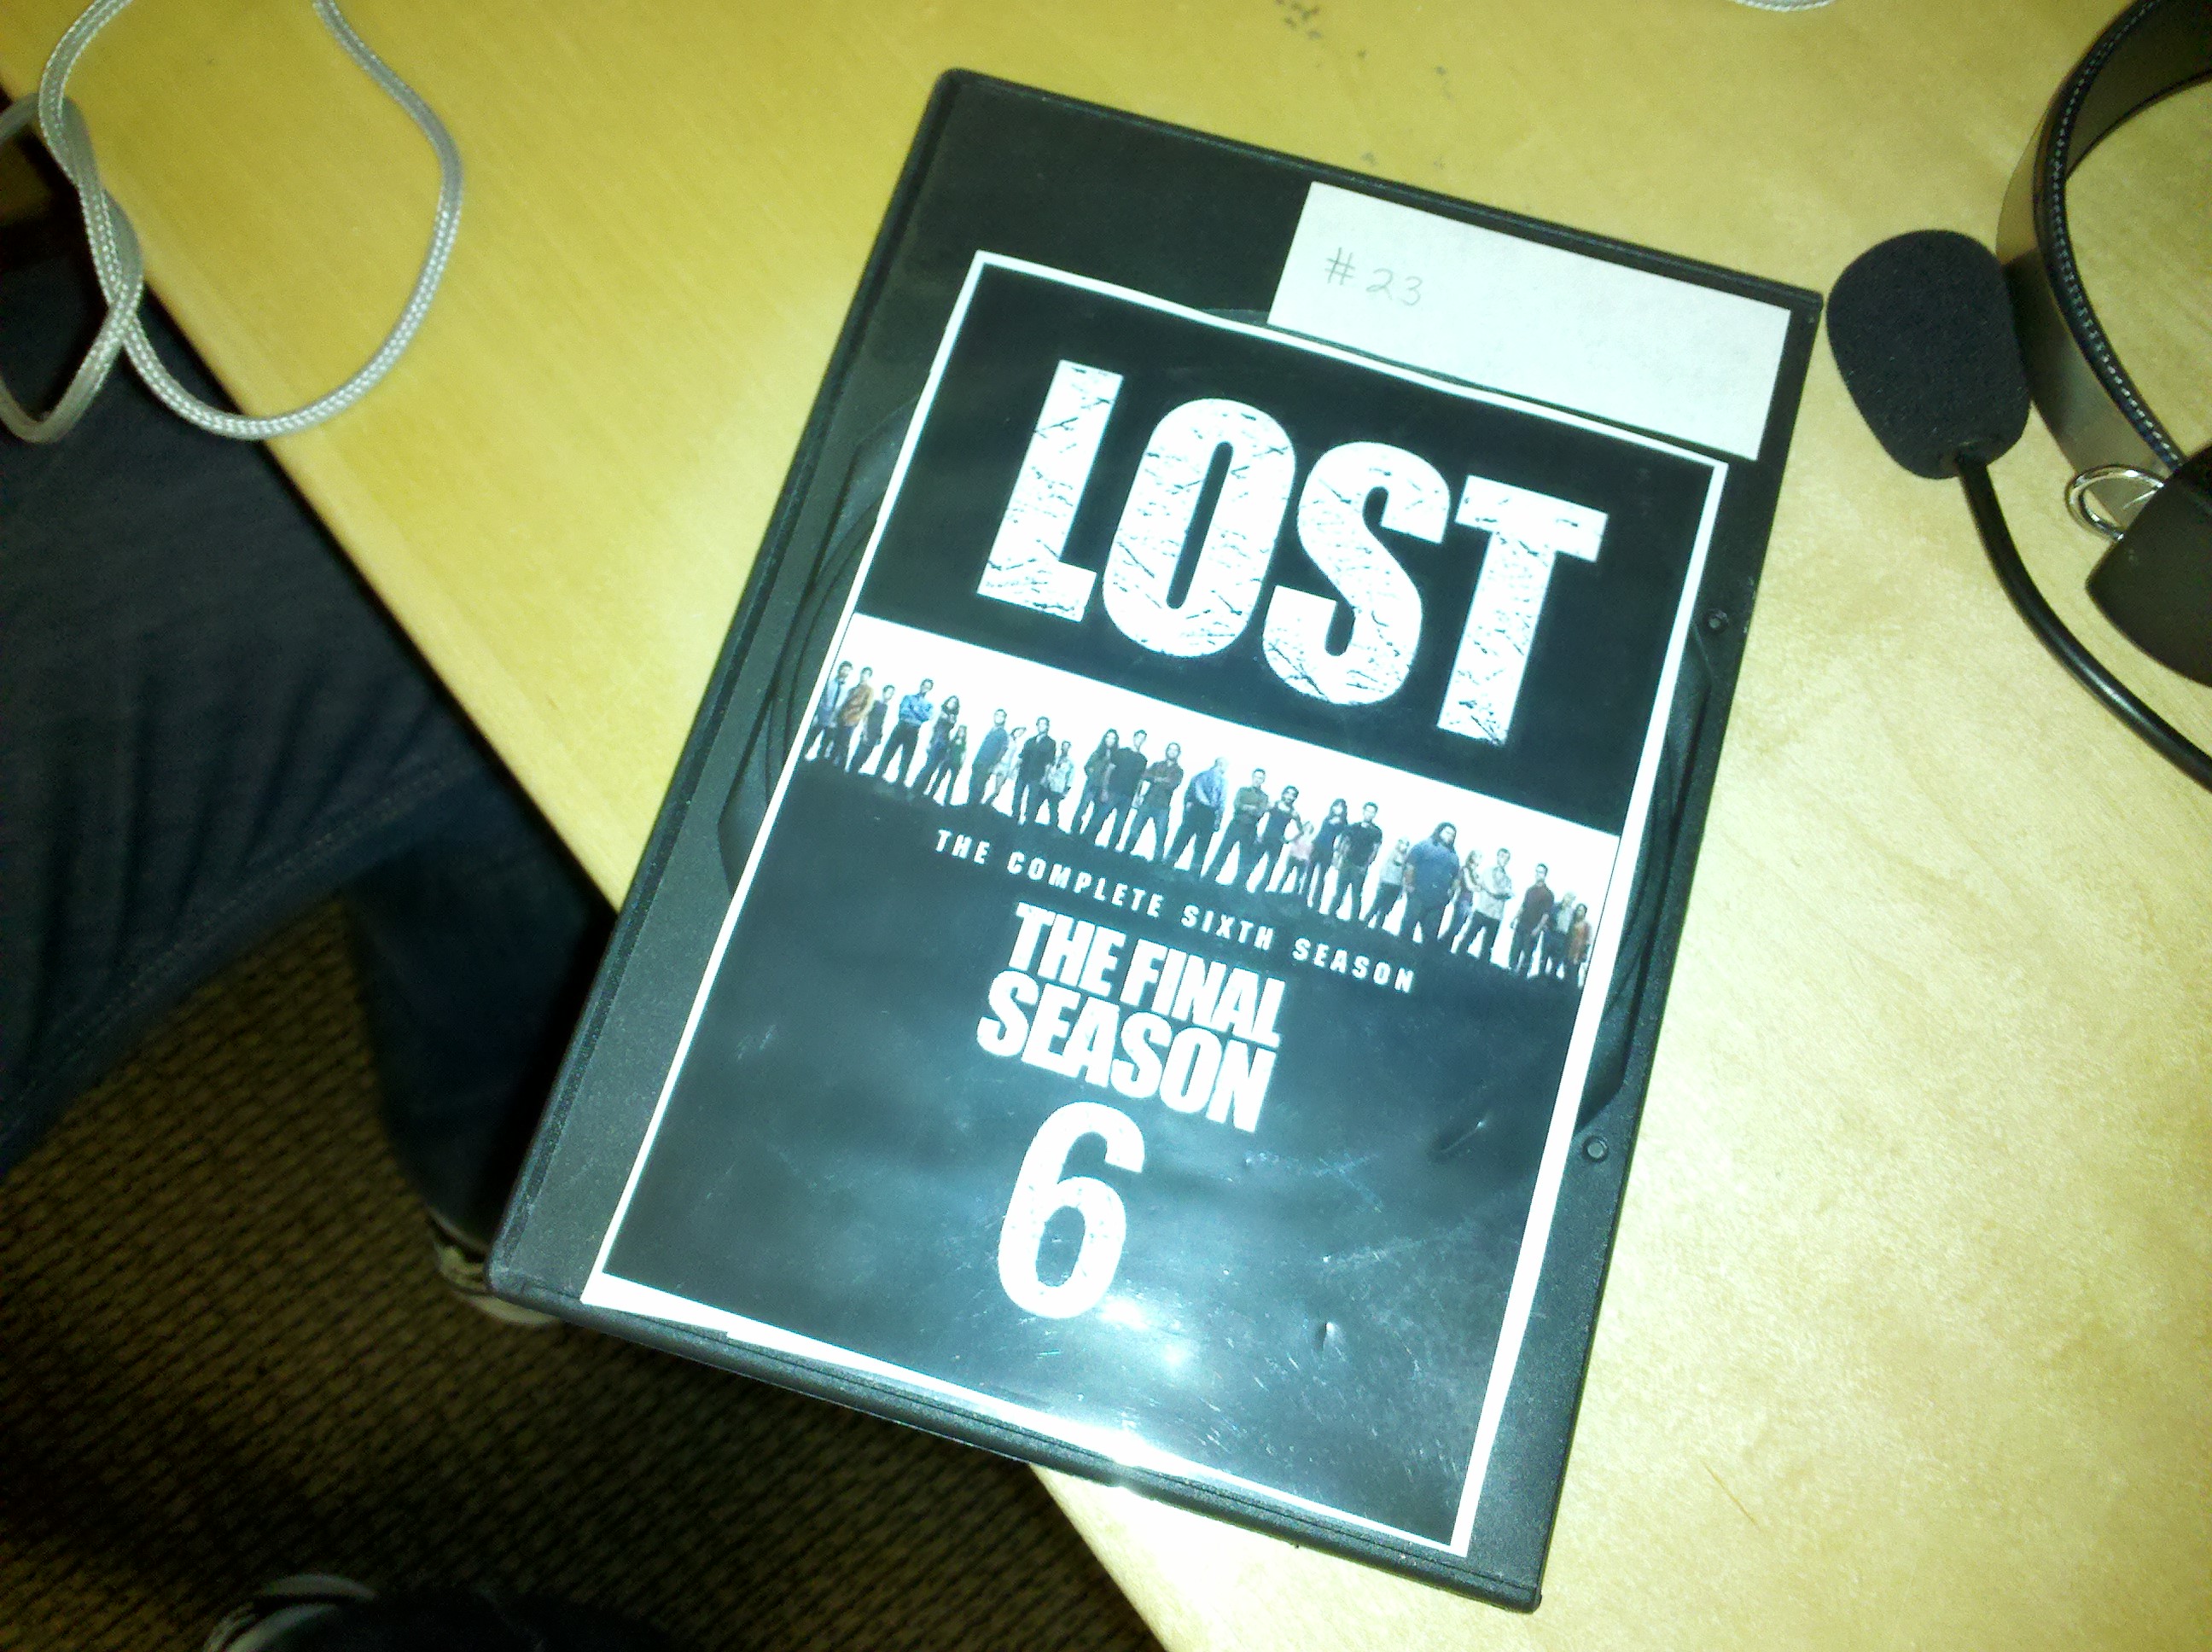 #23
LOST
THE COMPLETE SIXTH SEASON
THE FINAL
SEASON
6